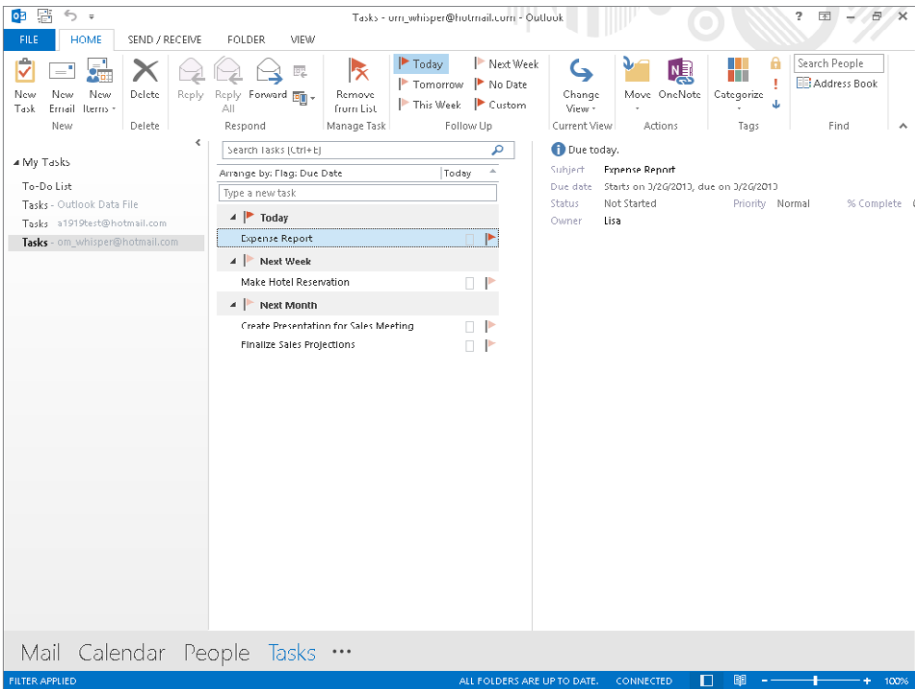 Tasks - om_whisper@hotmail.com - Outlook
?
FILE HOME SEND / RECEIVE FOLDER VIEW
New Task
New Email
New Items
Delete
Reply
Reply All
Forward
Remove from List
Today
Tomorrow
This Week
Next Week
No Date
Custom
Change View
Move
OneNote
Categorize
Search People
Address Book
New
Delete
Respond
Manage Task
Follow Up
Current View
Actions
Tags
Find
My Tasks
To-Do List
Tasks - Outlook Data File
Tasks a1919test@hotmail.com
Tasks - om_whisper@hotmail.com
Search Tasks (Ctrl+E)
Arrange by: Flag: Due Date Today
Type a new task
Today
Expense Report
Next Week
Make Hotel Reservation
Next Month
Create Presentation for Sales Meeting
Finalize Sales Projections
Due today.
Subject Expense Report
Due date Starts on 3/26/2013, due on 3/26/2013
Status Not Started Priority Normal % Complete
Owner Lisa
Mail Calendar People Tasks •••
FILTER APPLIED ALL FOLDERS ARE UP TO DATE. CONNECTED 100%